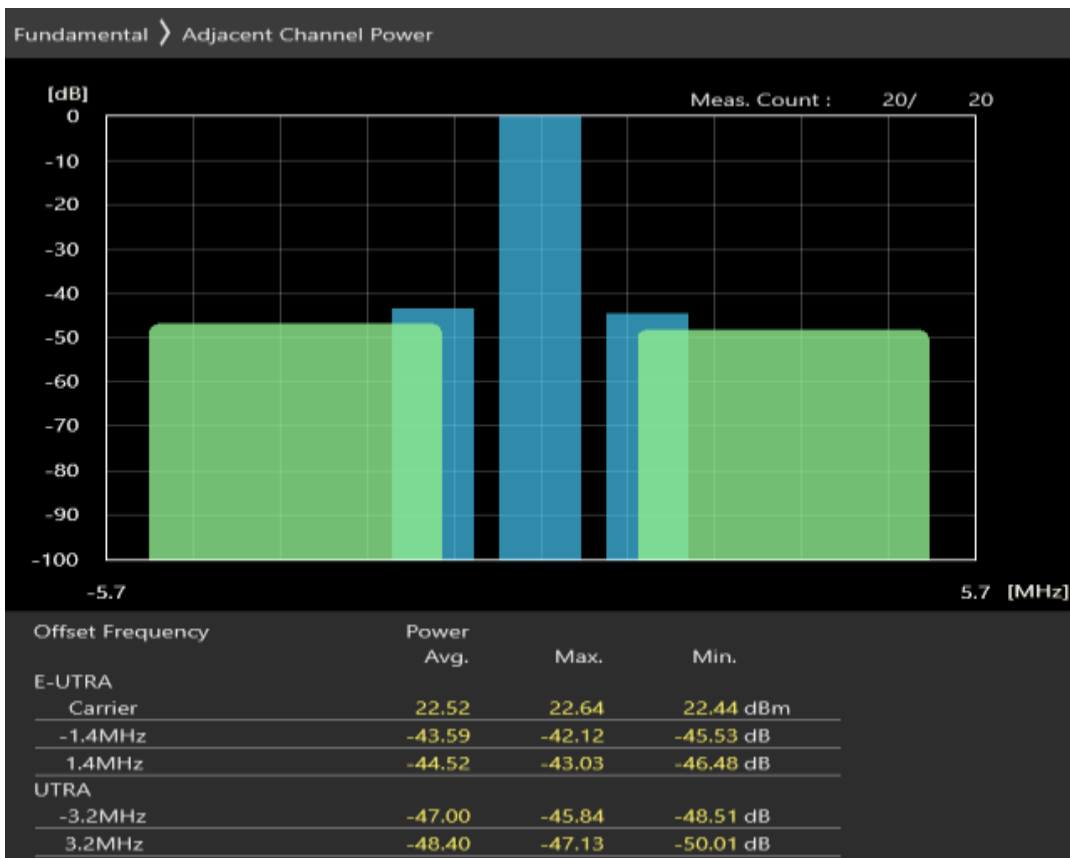 Fundamental 〉 Adjacent Channel Power
[dB]
Meas. Count : 20/ 20
0
-10
-20
-30
-40
-50
-60
-70
-80
-90
-100
-5.7 5.7 [MHz]
Offset Frequency Power
Avg. Max. Min.
E-UTRA
Carrier 22.52 22.64 22.44 dBm
-1.4MHz -43.59 -42.12 -45.53 dB
1.4MHz -44.52 -43.03 -46.48 dB
UTRA
-3.2MHz -47.00 -45.84 -48.51 dB
3.2MHz -48.40 -47.13 -50.01 dB